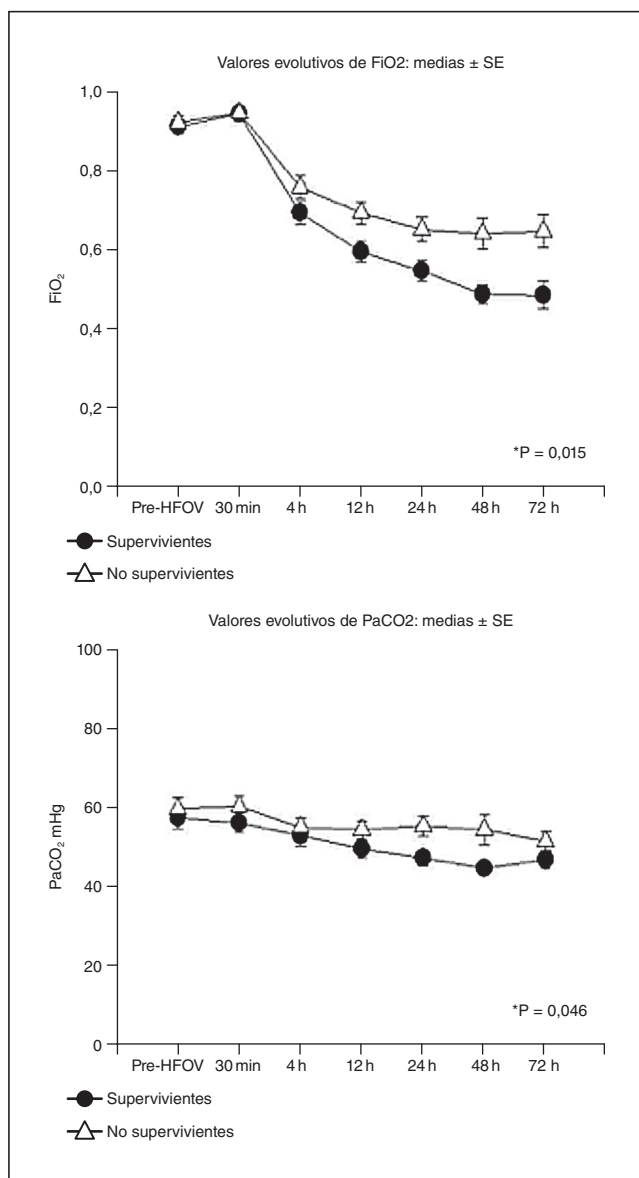 Valores evolutivos de FiO2: medias ± SE
1,0
0,8
0,6
0,4
0,2
0,0
FiO₂
*P = 0,015
Pre-HFOV 30 min 4 h 12 h 24 h 48 h 72 h
Supervivientes
No supervivientes
Valores evolutivos de PaCO2: medias ± SE
100
80
60
40
20
0
PaCO₂ mmHg
*P = 0,046
Pre-HFOV 30 min 4 h 12 h 24 h 48 h 72 h
Supervivientes
No supervivientes